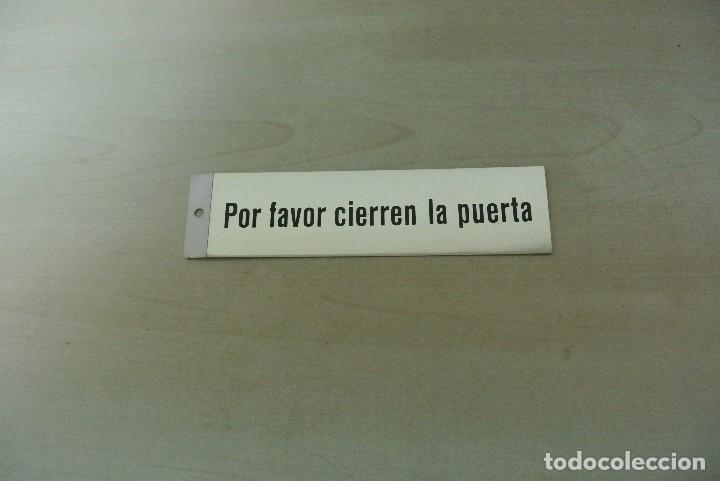 Por favor cierren la puerta
todocoleccion